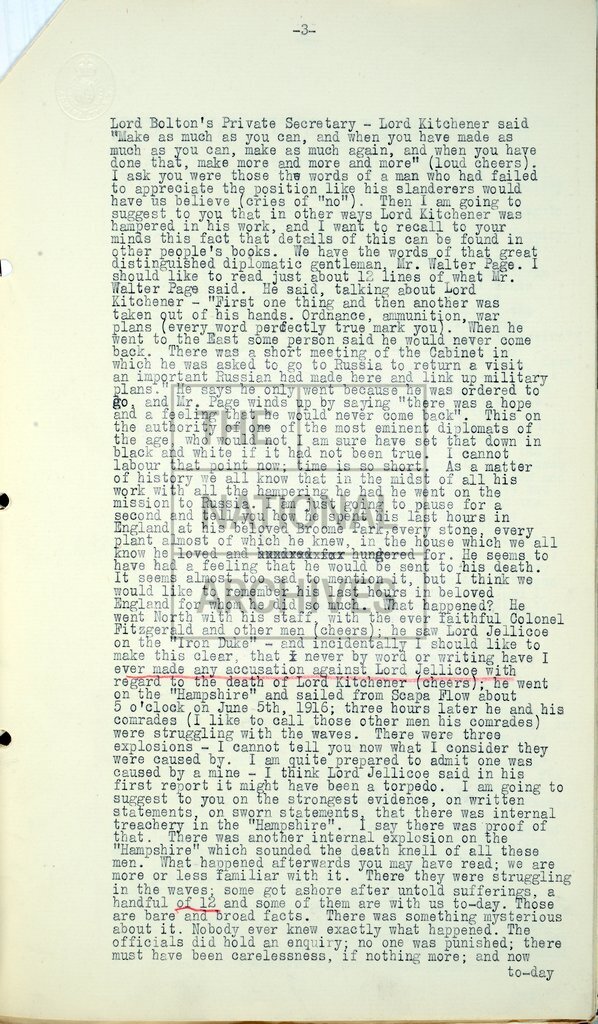 -3-
Lord Bolton's Private Secretary - Lord Kitchener said
"Make as much as you can, and when you have made as
much as you can, make as much again, and when you have
done that, make more and more and more" (loud cheers).
I ask you were those the words of a man who had failed
to appreciate the position like his slanderers would
have us believe (cries of "no"). Then I am going to
suggest to you that in other ways Lord Kitchener was
hampered in his work, and I want to recall to your
minds this fact that details of this can be found in
other people's books. We have the words of that great
distinguished diplomatic gentleman, Mr. Walter Page. I
should like to read just about 12 lines of what Mr.
Walter Page said. He said, talking about Lord
Kitchener - "First one thing and then another was
taken out of his hands. Ordnance, ammunition, war
plans (every word perfectly true mark you). When he
went to the East some person said he would never come
back. There was a short meeting of the Cabinet in
which he was asked to go to Russia to return a visit
an important Russian had made here and link up military
plans. He says he only went because he was ordered to
go, and Mr. Page winds up by saying "there was a hope
and a feeling that he would never come back". This on
the authority of one of the most eminent diplomats of
the age, who would not I am sure have set that down in
black and white if it had not been true. I cannot
labour that point now; time is so short. As a matter
of history we all know that in the midst of all his
work with all the hampering he had he went on the
mission to Russia. I just want to pause for a
second and tell you how he spent his last hours in
England at his beloved Broome Park, every stone, every
plant almost of which he knew, in the house which we all
know he loved and hungered for. He seems to
have had a feeling that he would be sent to his death.
It seems almost too sad to mention it, but I think we
would like to remember his last hours in beloved
England for whom he did so much. What happened? He
went North with his staff, with the ever faithful Colonel
Fitzgerald and other men (cheers); he saw Lord Jellicoe
on the "Iron Duke" - and incidentally I should like to
make this clear, that I never by word or writing have I
ever made any accusation against Lord Jellicoe with
regard to the death of Lord Kitchener (cheers); he went
on the "Hampshire" and sailed from Scapa Flow about
5 o'clock on June 5th, 1916; three hours later he and his
comrades (I like to call those other men his comrades)
were struggling with the waves. There were three
explosions - I cannot tell you now what I consider they
were caused by. I am quite prepared to admit one was
caused by a mine - I think Lord Jellicoe said in his
first report it might have been a torpedo. I am going to
suggest to you on the strongest evidence, on written
statements, on sworn statements, that there was internal
treachery in the "Hampshire". I say there was proof of
that. There was another internal explosion on the
"Hampshire" which sounded the death knell of all these
men. What happened afterwards you may have read; we are
more or less familiar with it. There they were struggling
in the waves; some got ashore after untold sufferings, a
handful of 12 and some of them are with us to-day. Those
are bare and broad facts. There was something mysterious
about it. Nobody ever knew exactly what happened. The
officials did hold an enquiry; no one was punished; there
must have been carelessness, if nothing more; and now
to-day
THE
NATIONAL
ARCHIVES